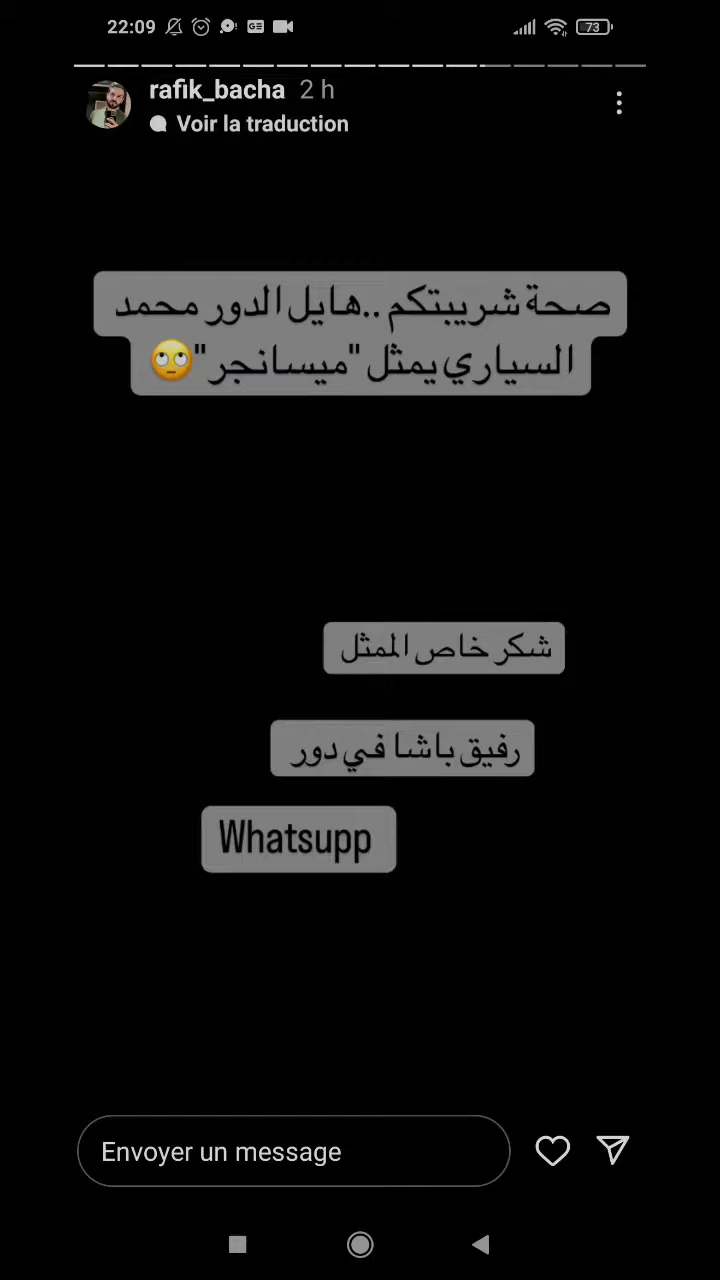 22:09
73
rafik_bacha 2 h
Voir la traduction
صحة شريبتكم ..هايل الدور محمد
السياري يمثل "ميسانجر"🙄
شكر خاص الممثل
رفيق باشا في دور
Whatsupp
Envoyer un message